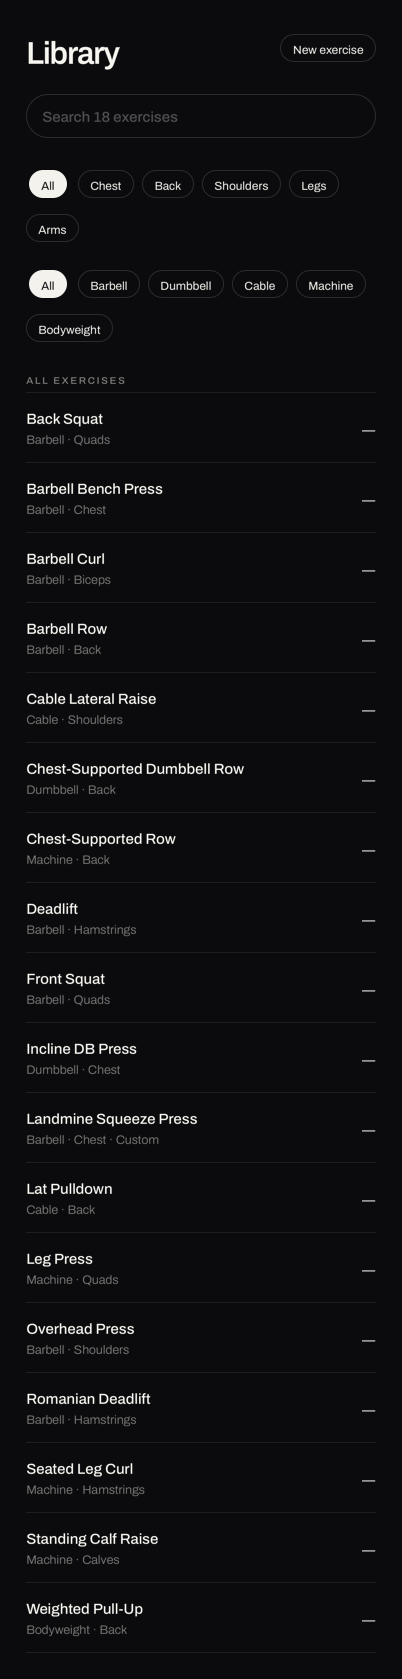 Library
New exercise
Search 18 exercises
All Chest Back Shoulders Legs
Arms
All Barbell Dumbbell Cable Machine
Bodyweight
ALL EXERCISES
Back Squat
Barbell · Quads
—
Barbell Bench Press
Barbell · Chest
—
Barbell Curl
Barbell · Biceps
—
Barbell Row
Barbell · Back
—
Cable Lateral Raise
Cable · Shoulders
—
Chest-Supported Dumbbell Row
Dumbbell · Back
—
Chest-Supported Row
Machine · Back
—
Deadlift
Barbell · Hamstrings
—
Front Squat
Barbell · Quads
—
Incline DB Press
Dumbbell · Chest
—
Landmine Squeeze Press
Barbell · Chest · Custom
—
Lat Pulldown
Cable · Back
—
Leg Press
Machine · Quads
—
Overhead Press
Barbell · Shoulders
—
Romanian Deadlift
Barbell · Hamstrings
—
Seated Leg Curl
Machine · Hamstrings
—
Standing Calf Raise
Machine · Calves
—
Weighted Pull-Up
Bodyweight · Back
—